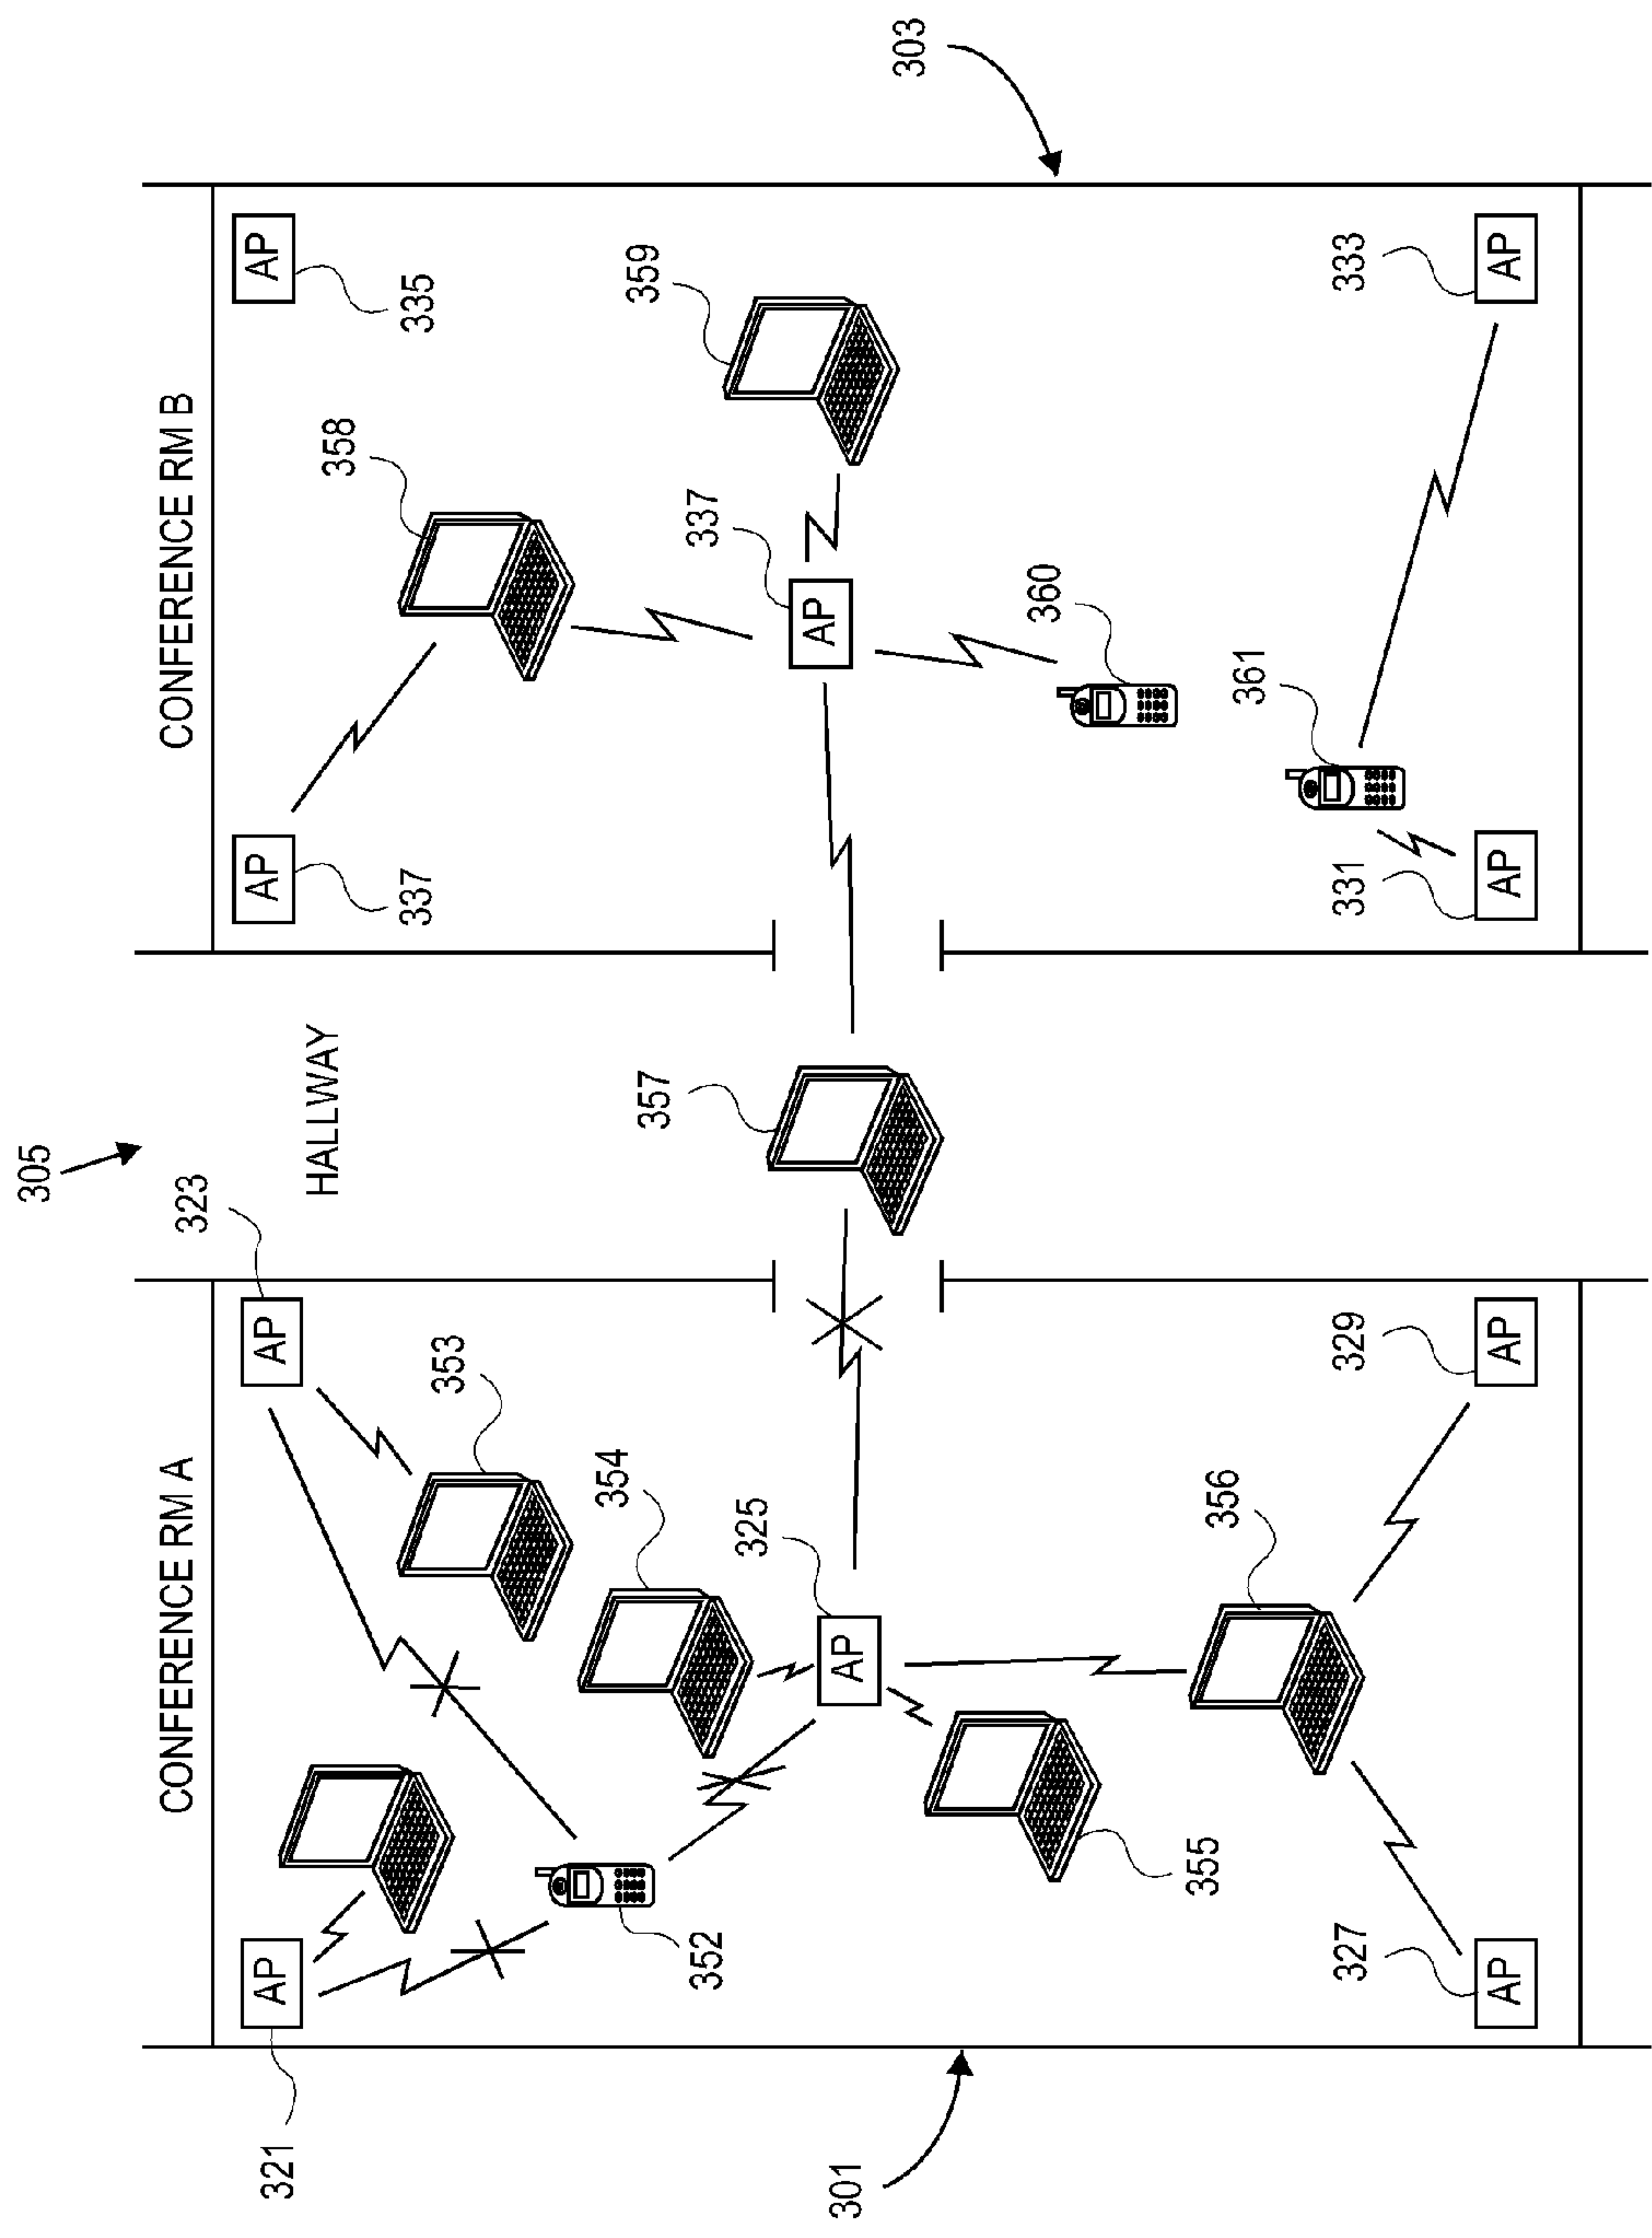 305
HALLWAY
CONFERENCE RM A
CONFERENCE RM B
321
AP
323
AP
337
AP
335
AP
353
358
354
352
325
AP
357
337
AP
359
301
303
355
356
360
361
327
AP
329
AP
331
AP
333
AP